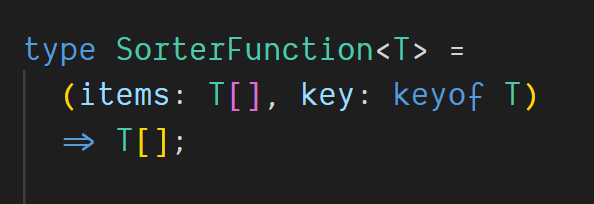 type SorterFunction<T> =
(items: T[], key: keyof T)
=> T[];